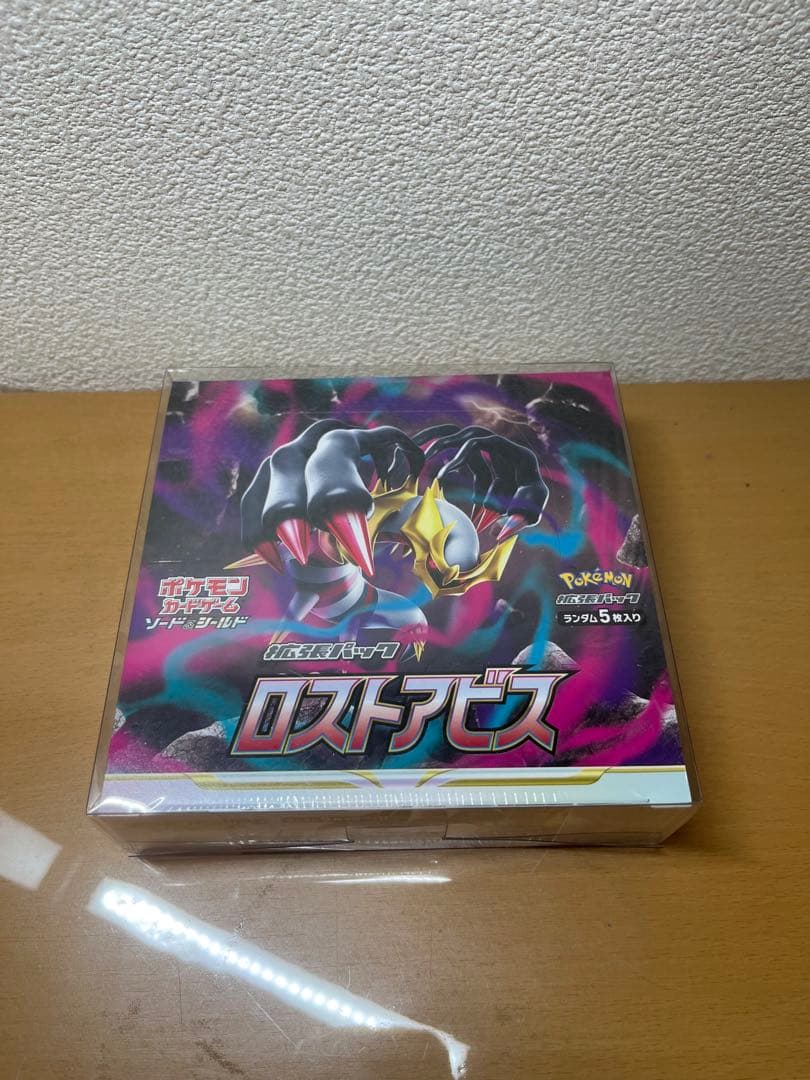 ポケモン
カードゲーム
ソード&シールド
POKéMON
拡張パック
ランダム5枚入り
拡張パック
ロストアビス